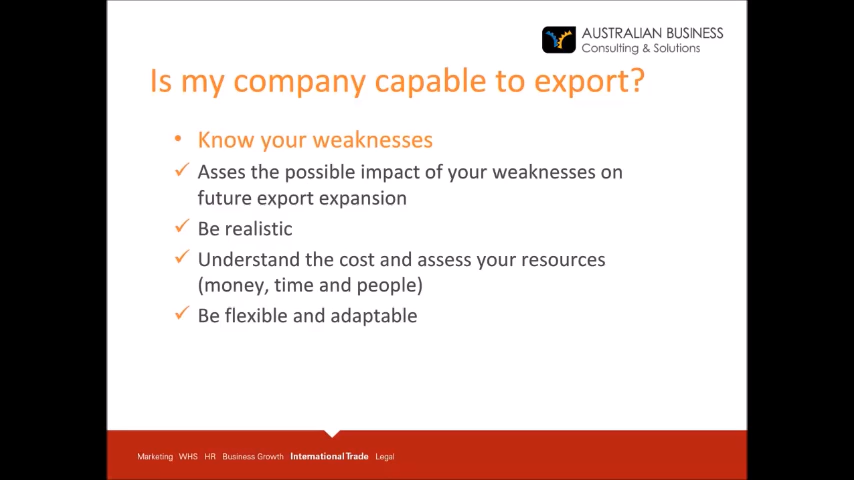 AUSTRALIAN BUSINESS
Consulting & Solutions
Is my company capable to export?
• Know your weaknesses
✓ Asses the possible impact of your weaknesses on
future export expansion
✓ Be realistic
✓ Understand the cost and assess your resources
(money, time and people)
✓ Be flexible and adaptable
Marketing WHS HR Business Growth International Trade Legal